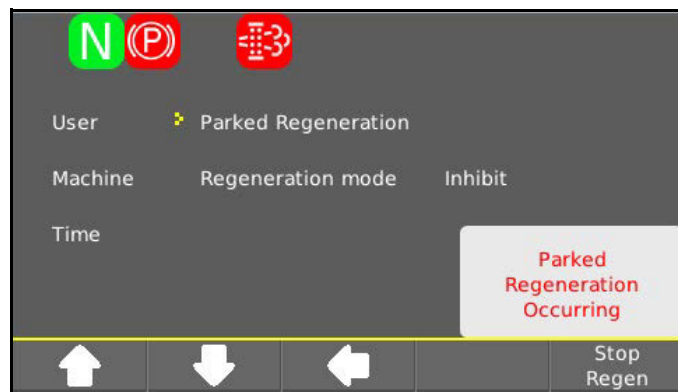 N (P)
User Parked Regeneration
Machine Regeneration mode Inhibit
Time
Parked
Regeneration
Occurring
Stop
Regen